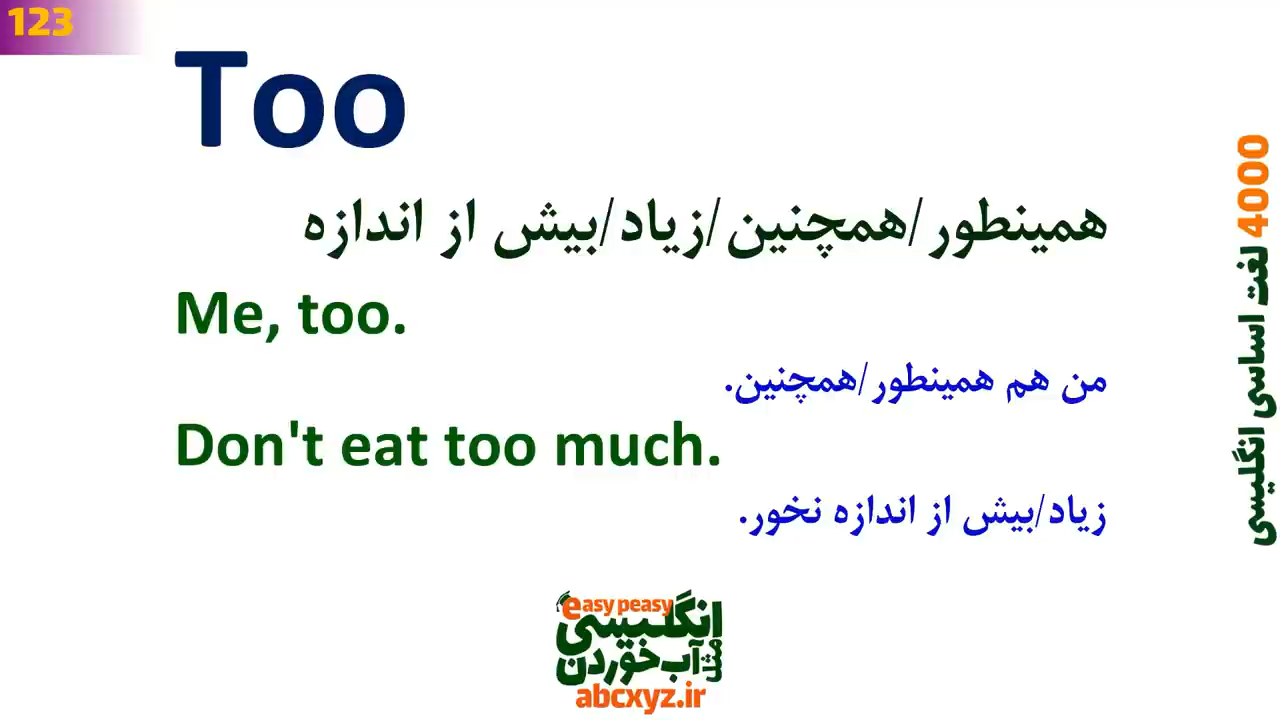 123
Too
همینطور/همچنین/زیاد/بیش از اندازه
Me, too.
من هم همینطور/همچنین.
Don't eat too much.
زیاد/بیش از اندازه نخور.
4000 لغت اساسی انگلیسی
easy peasy
انگلیسی
مثل آب خوردن
abcxyz.ir